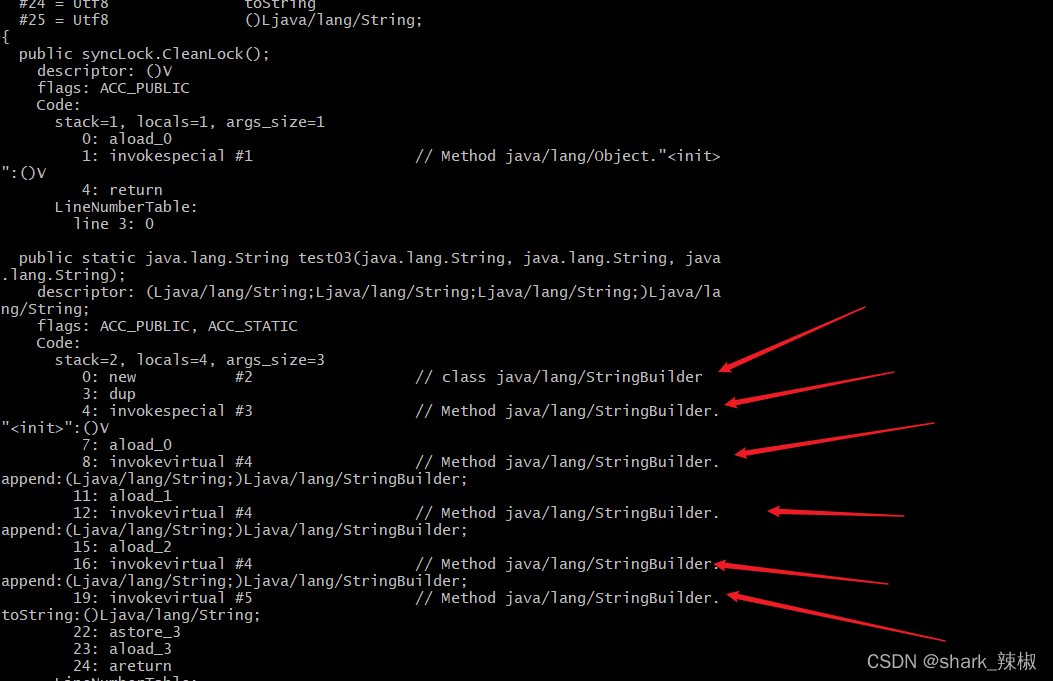 #24 = Utf8               toString
#25 = Utf8               ()Ljava/lang/String;
{
  public syncLock.CleanLock();
    descriptor: ()V
    flags: ACC_PUBLIC
    Code:
      stack=1, locals=1, args_size=1
         0: aload_0
         1: invokespecial #1                  // Method java/lang/Object."<init>
":()V
         4: return
      LineNumberTable:
        line 3: 0
  public static java.lang.String test03(java.lang.String, java.lang.String, java
.lang.String);
    descriptor: (Ljava/lang/String;Ljava/lang/String;Ljava/lang/String;)Ljava/la
ng/String;
    flags: ACC_PUBLIC, ACC_STATIC
    Code:
      stack=2, locals=4, args_size=3
         0: new           #2                  // class java/lang/StringBuilder
         3: dup
         4: invokespecial #3                  // Method java/lang/StringBuilder.
"<init>":()V
         7: aload_0
         8: invokevirtual #4                  // Method java/lang/StringBuilder.
append:(Ljava/lang/String;)Ljava/lang/StringBuilder;
        11: aload_1
        12: invokevirtual #4                  // Method java/lang/StringBuilder.
append:(Ljava/lang/String;)Ljava/lang/StringBuilder;
        15: aload_2
        16: invokevirtual #4                  // Method java/lang/StringBuilder.
append:(Ljava/lang/String;)Ljava/lang/StringBuilder;
        19: invokevirtual #5                  // Method java/lang/StringBuilder.
toString:()Ljava/lang/String;
        22: astore_3
        23: aload_3
        24: areturn
      LineNumberTable:
CSDN @shark_辣椒